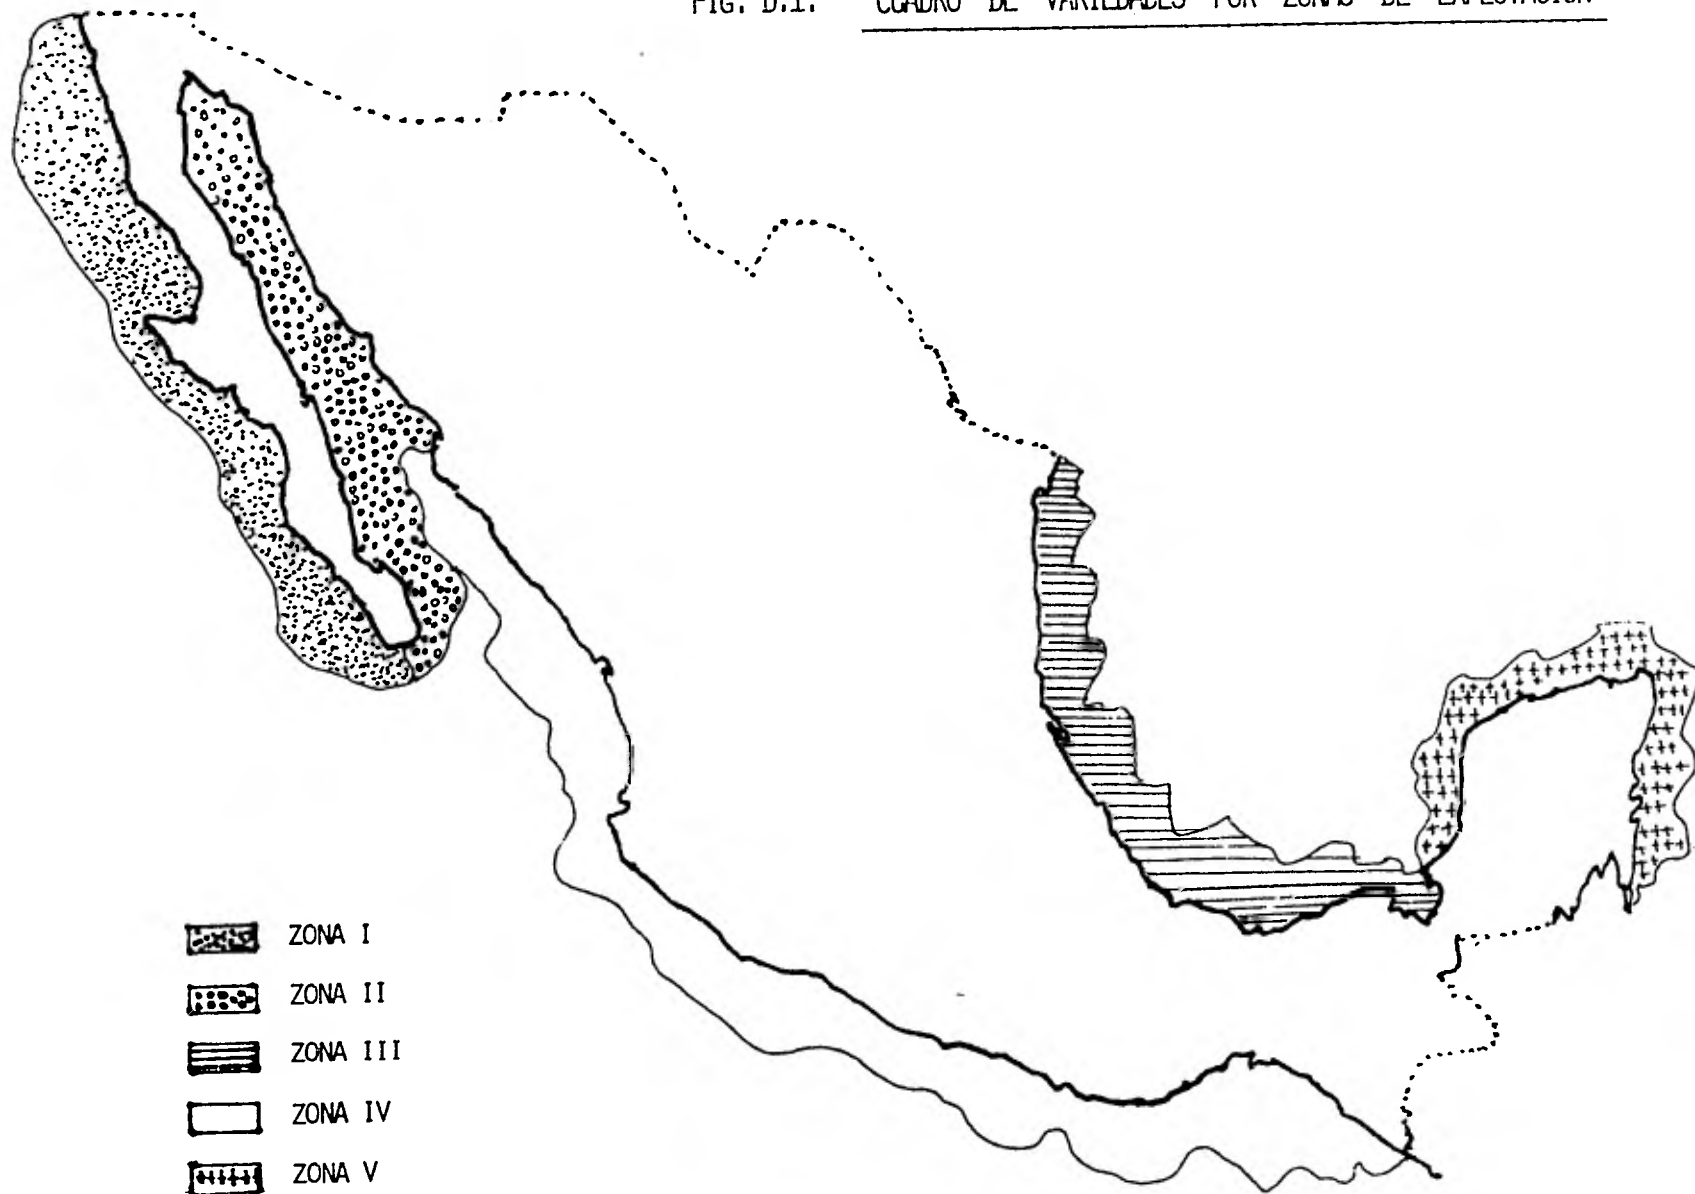 FIG. D.1. CUADRO DE VARIEDADES POR ZONAS DE EXPLOTACION
ZONA I
ZONA II
ZONA III
ZONA IV
ZONA V